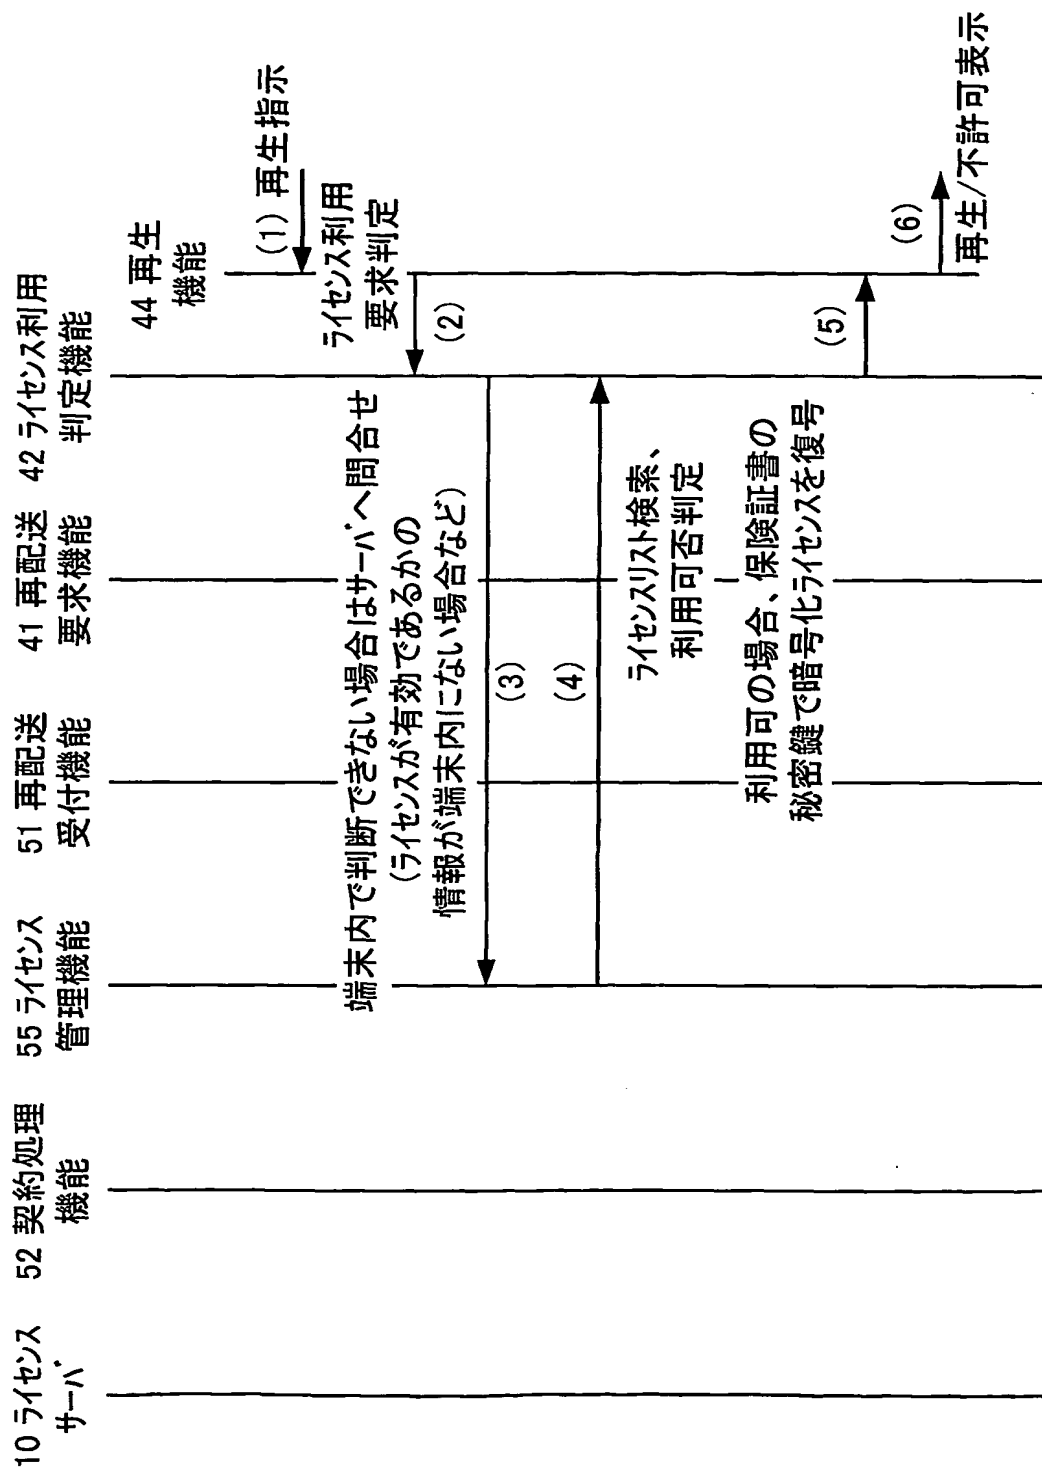 10 ライセンス
サーバ
52 契約処理
機能
55 ライセンス
管理機能
51 再配送
受付機能
41 再配送
要求機能
42 ライセンス利用
判定機能
44 再生
機能
(1) 再生指示
ライセンス利用
要求判定
(2)
端末内で判断できない場合はサーバへ問合せ
(ライセンスが有効であるかの
情報が端末内にない場合など)
(3)
(4)
ライセンスリスト検索、
利用可否判定
利用可の場合、保険証書の
秘密鍵で暗号化ライセンスを復号
(5)
(6)
再生/不許可表示